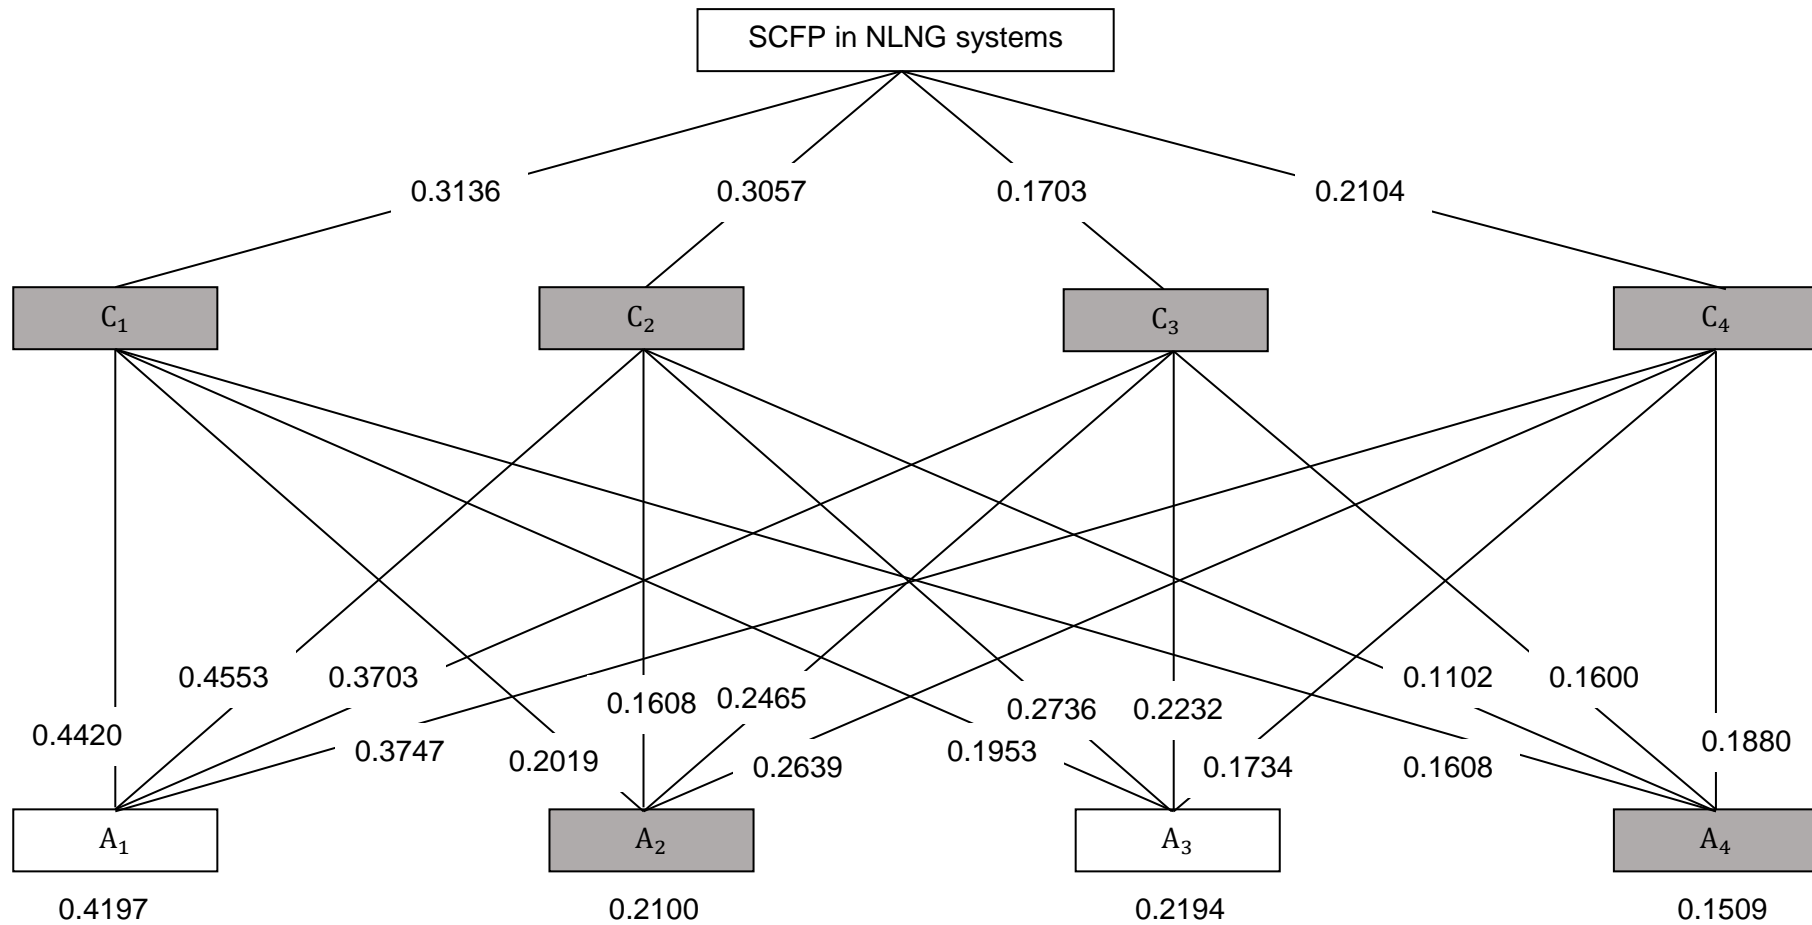 SCFP in NLNG systems
0.3136 0.3057 0.1703 0.2104
C₁ C₂ C₃ C₄
0.4553 0.3703 0.1102 0.1600
0.1608 0.2465 0.2736 0.2232
0.4420 0.3747 0.2019 0.2639 0.1953 0.1734 0.1608 0.1880
A₁ A₂ A₃ A₄
0.4197 0.2100 0.2194 0.1509